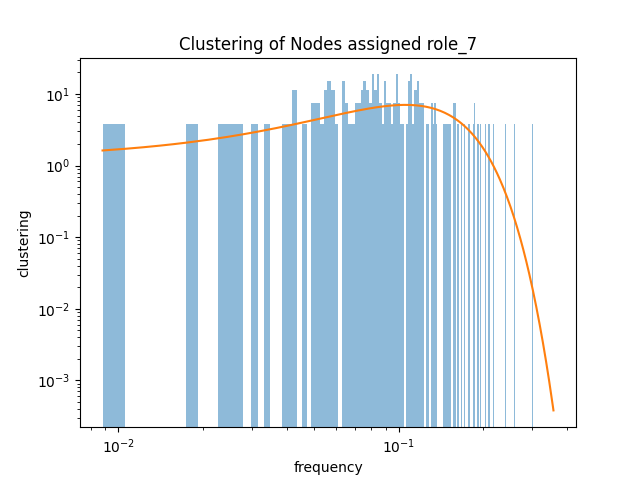 Clustering of Nodes assigned role_7
10¹
10⁰
10⁻¹
10⁻²
10⁻³
clustering
10⁻²
10⁻¹
frequency